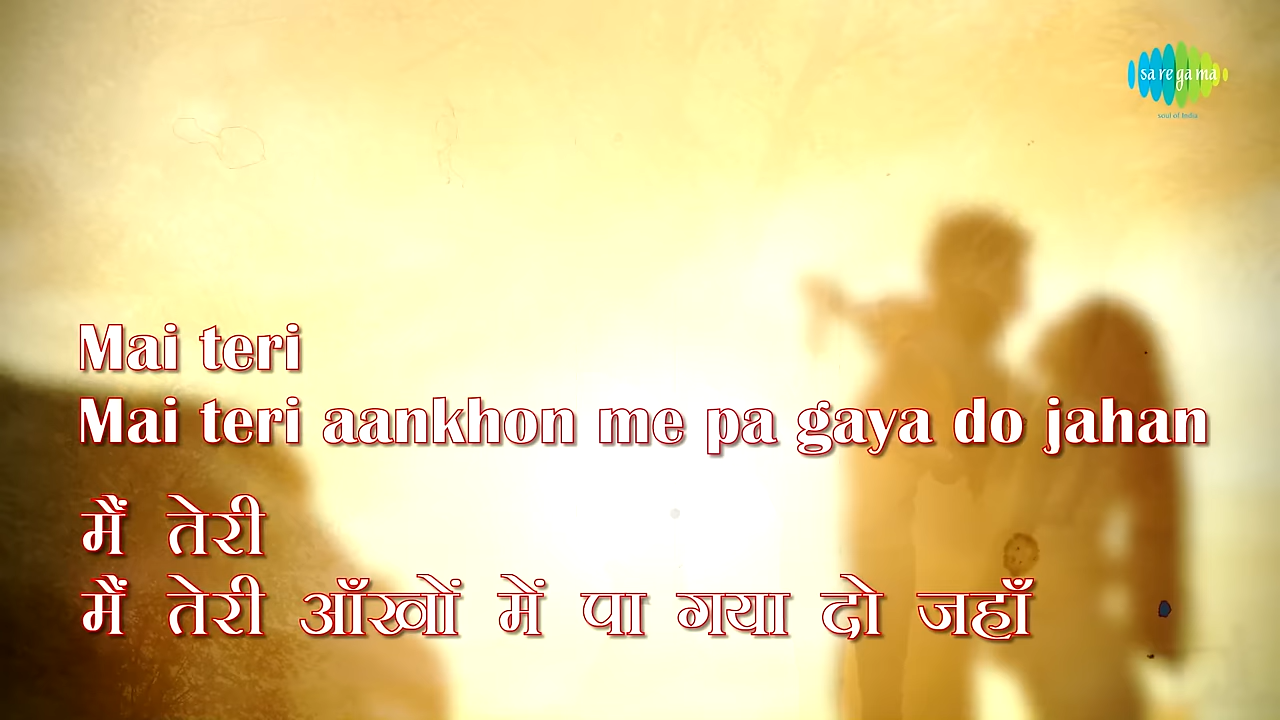 sa re ga ma
soul of India
Mai teri
Mai teri aankhon me pa gaya do jahan
मैं तेरी
मैं तेरी आँखों में पा गया दो जहाँ